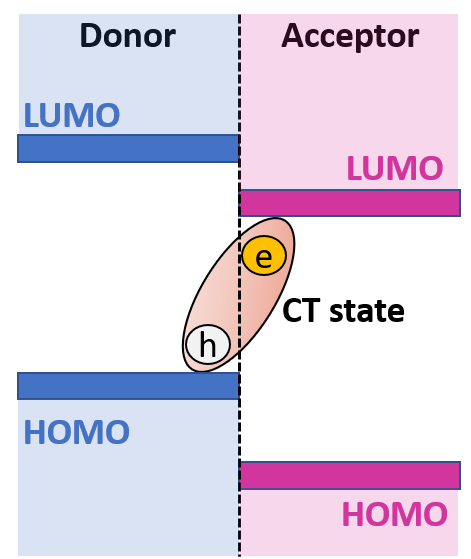 Donor
Acceptor
LUMO
LUMO
e
CT state
h
HOMO
HOMO